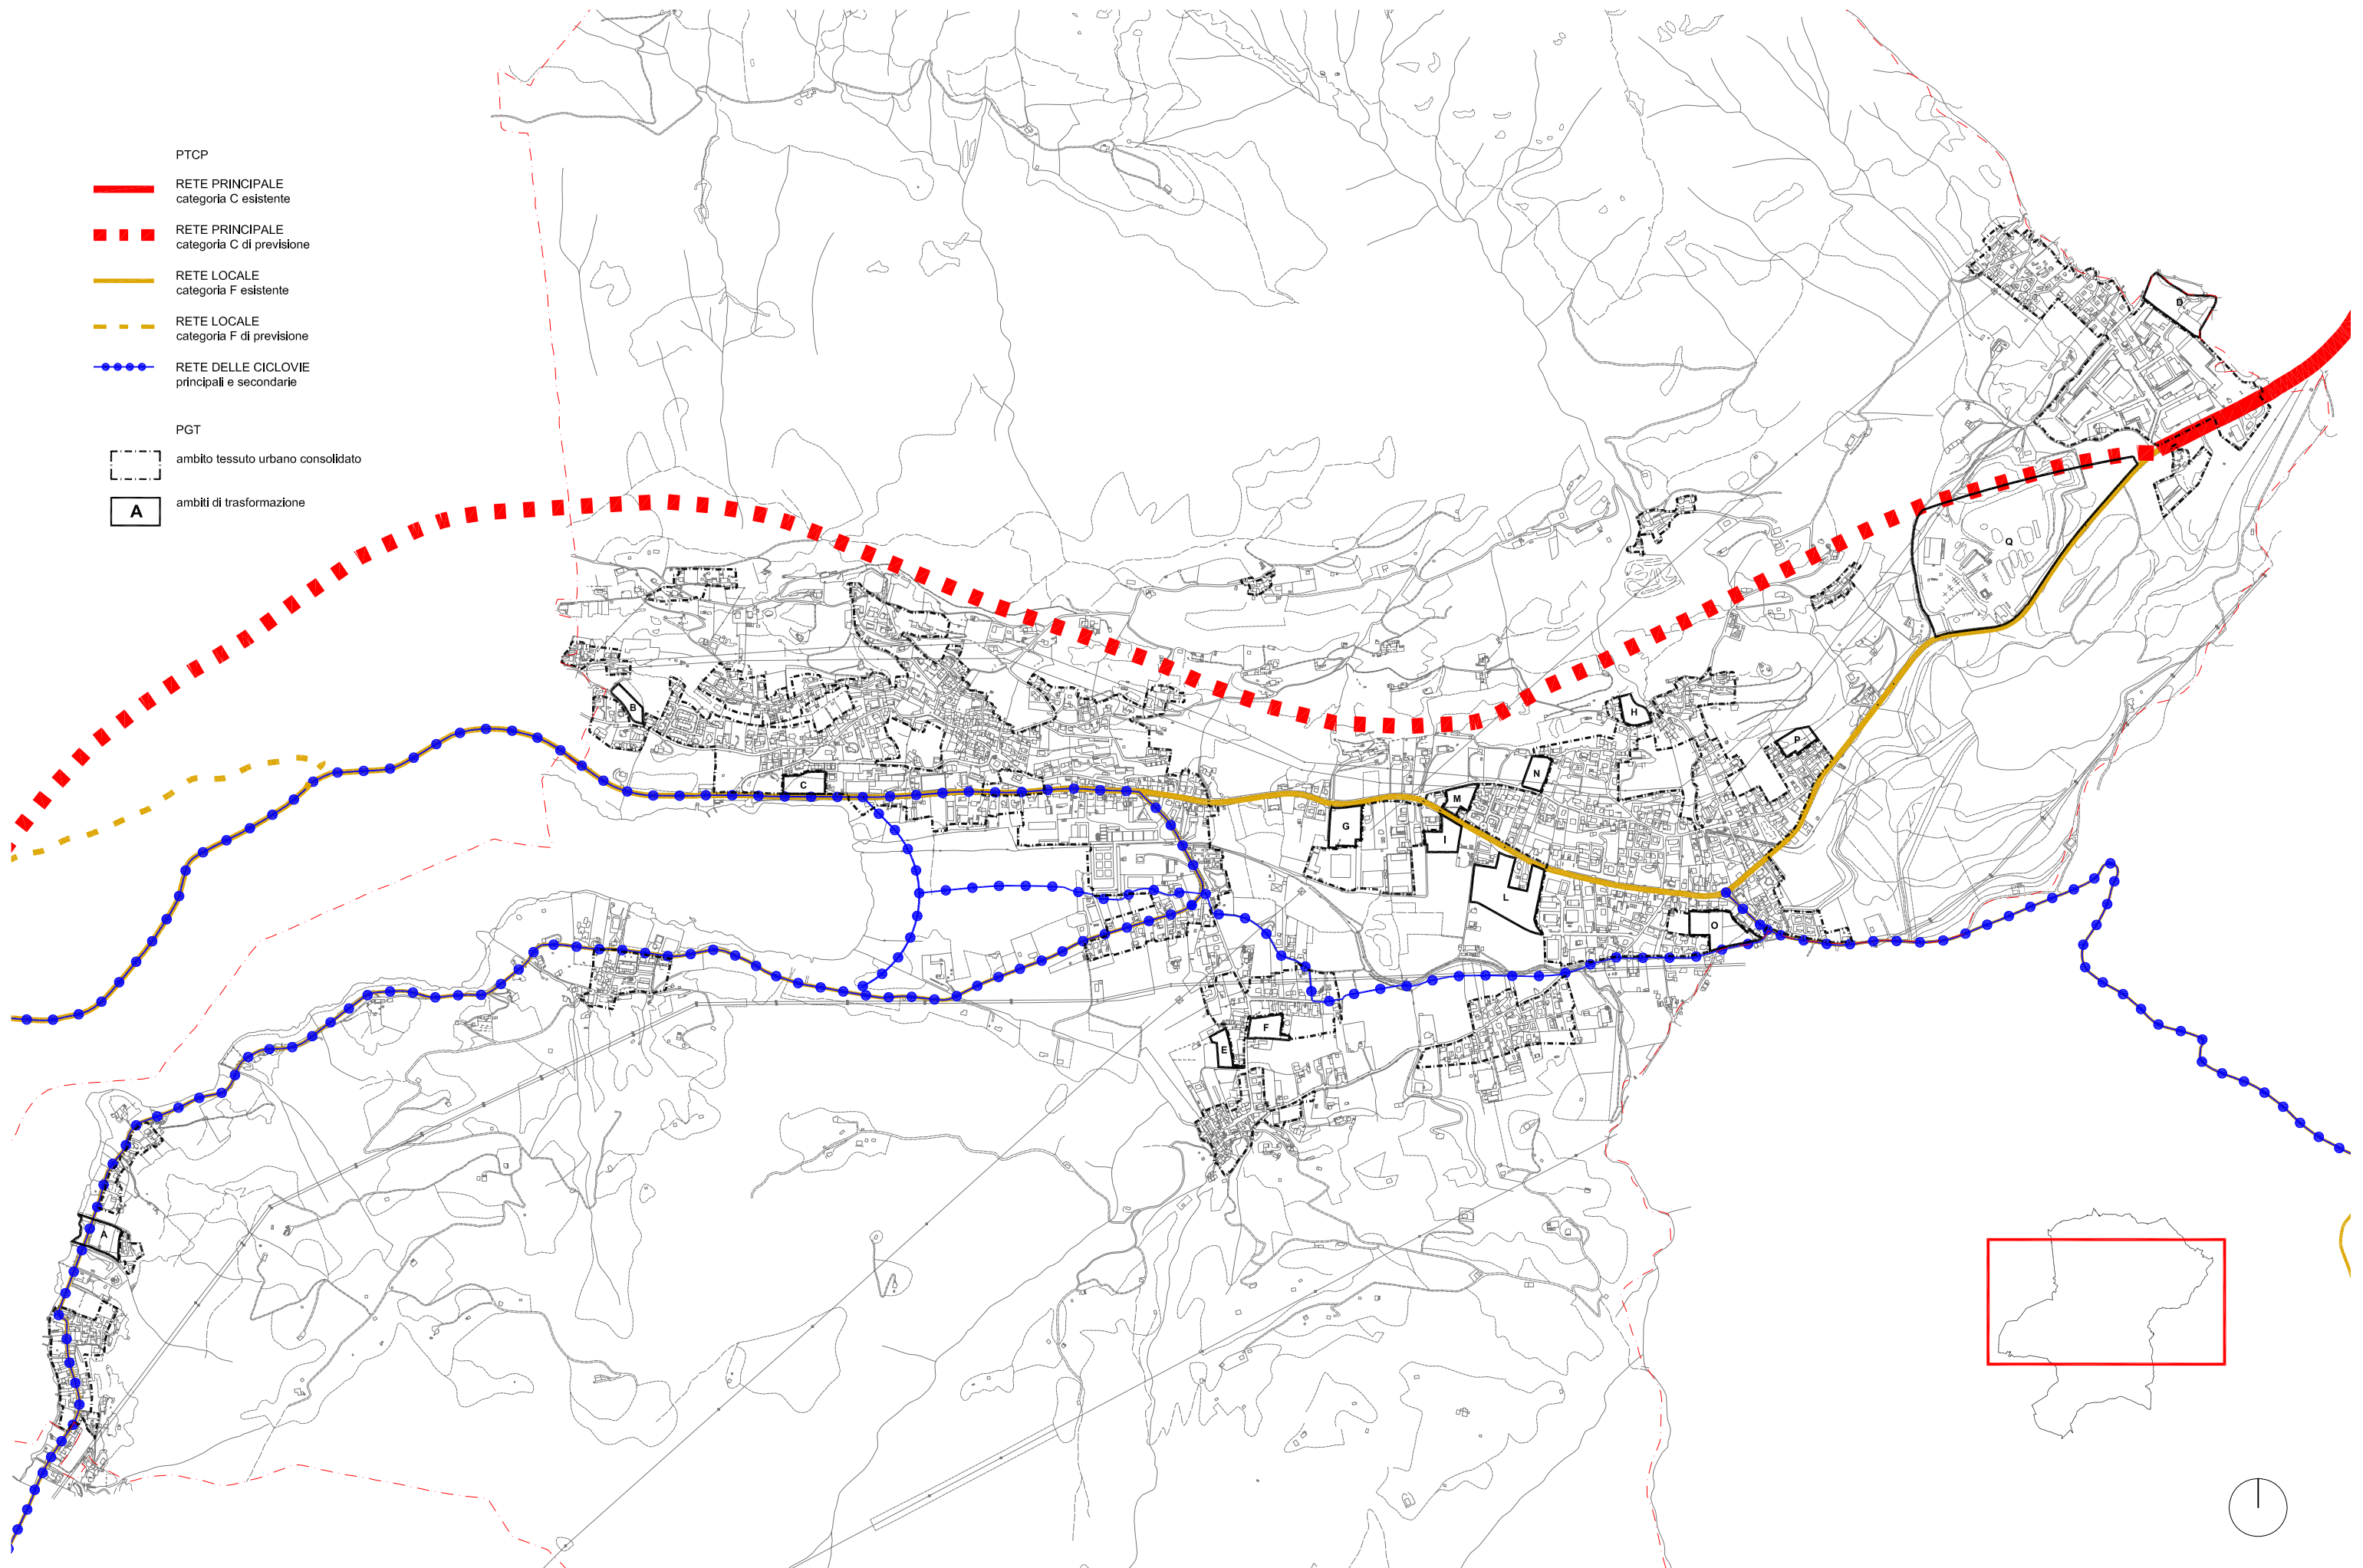 PTCP
RETE PRINCIPALE
categoria C esistente
RETE PRINCIPALE
categoria C di previsione
RETE LOCALE
categoria F esistente
RETE LOCALE
categoria F di previsione
RETE DELLE CICLOVIE
principali e secondarie
PGT
ambito tessuto urbano consolidato
A
ambiti di trasformazione
D
Q
B
H
P
C
N
M
G
I
L
O
F
E
A